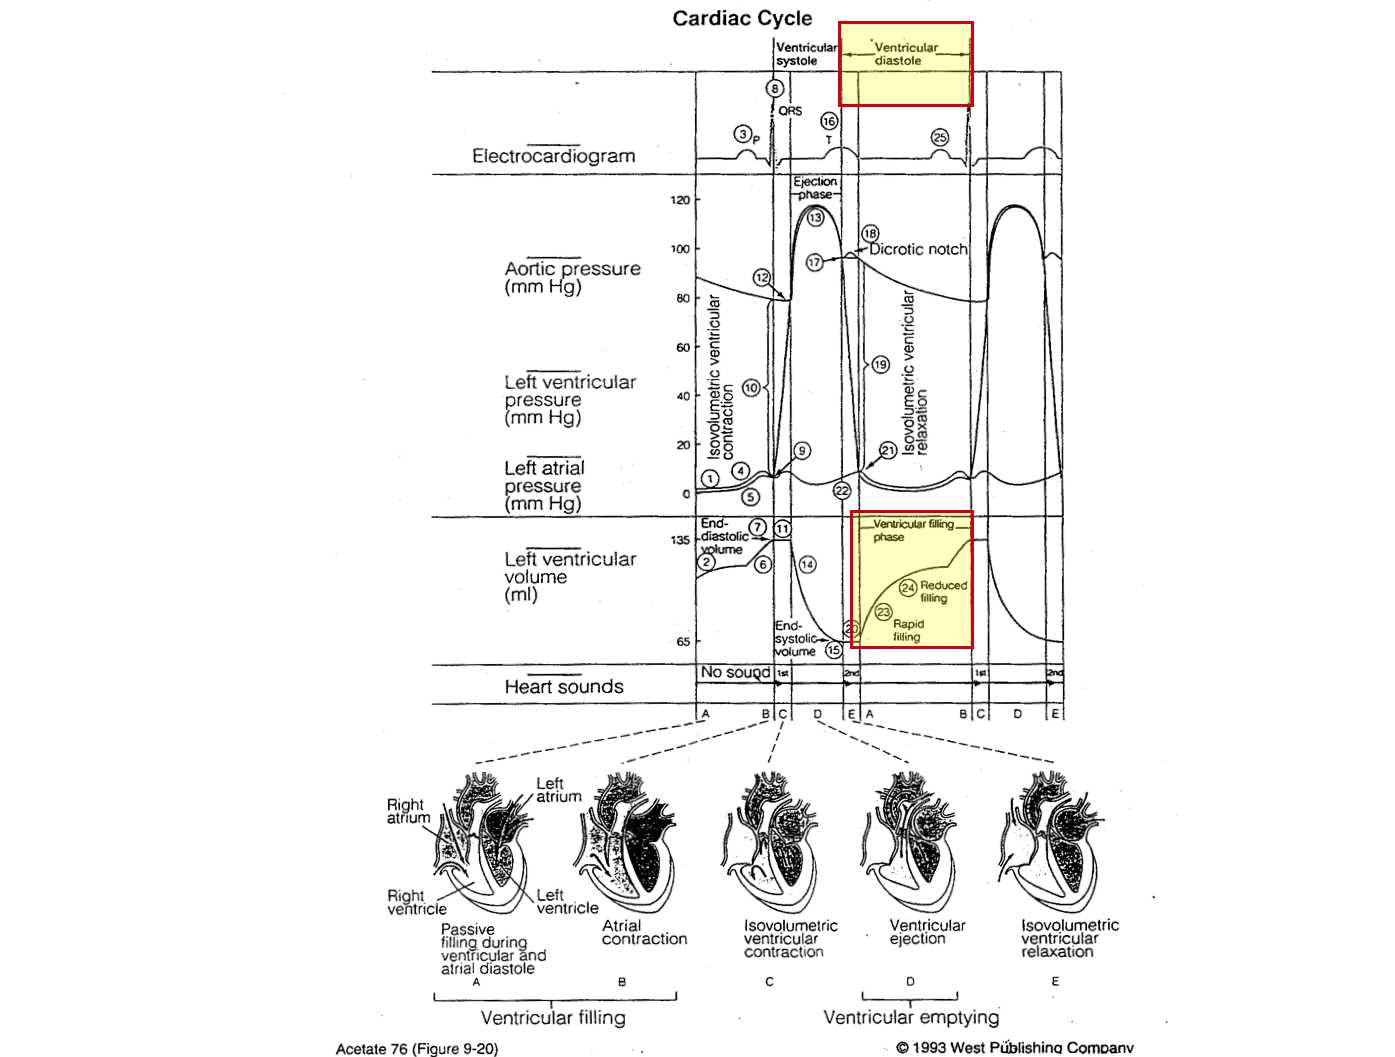 Cardiac Cycle
Ventricular
systole
Ventricular
diastole
8
QRS
3
P
16
T
25
Electrocardiogram
Ejection
phase
120
13
100
18
Dicrotic notch
17
Aortic pressure
(mm Hg)
12
80
60
Isovolumetric ventricular
contraction
Isovolumetric ventricular
relaxation
19
Left ventricular
pressure
(mm Hg)
10
40
20
9
21
Left atrial
pressure
(mm Hg)
1
4
5
22
0
End-
diastolic
volume
7
11
Ventricular filling
phase
135
2
6
14
Left ventricular
volume
(ml)
24
Reduced
filling
23
Rapid
filling
20
End-
systolic
volume
15
65
No sound
1st
2nd
1st
2nd
Heart sounds
A B C D E A B C D E
Right
atrium
Left
atrium
Right
ventricle
Left
ventricle
Passive
filling during
ventricular and
atrial diastole
Atrial
contraction
Isovolumetric
ventricular
contraction
Ventricular
ejection
Isovolumetric
ventricular
relaxation
A B C D E
Ventricular filling
Ventricular emptying
Acetate 76 (Figure 9-20)
© 1993 West Publishing Company